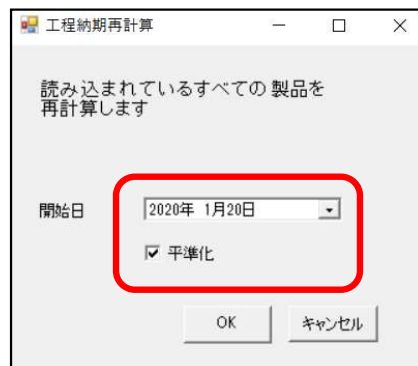 工程納期再計算
読み込まれているすべての製品を
再計算します
開始日
2020年 1月20日
平準化
OK
キャンセル